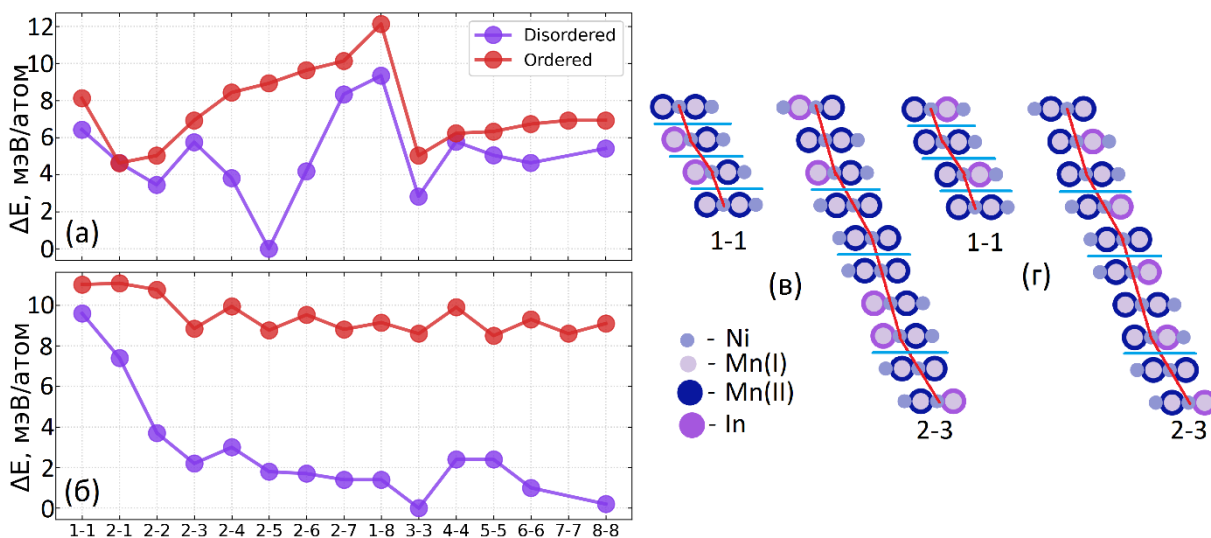 12
10
8
6
4
2
0
ΔE, мэВ/атом
(а)
Disordered
Ordered
10
8
6
4
2
0
ΔE, мэВ/атом
(б)
1-1 2-1 2-2 2-3 2-4 2-5 2-6 2-7 1-8 3-3 4-4 5-5 6-6 7-7 8-8
1-1
(в)
1-1
(г)
- Ni
- Mn(I)
- Mn(II)
- In
2-3
2-3